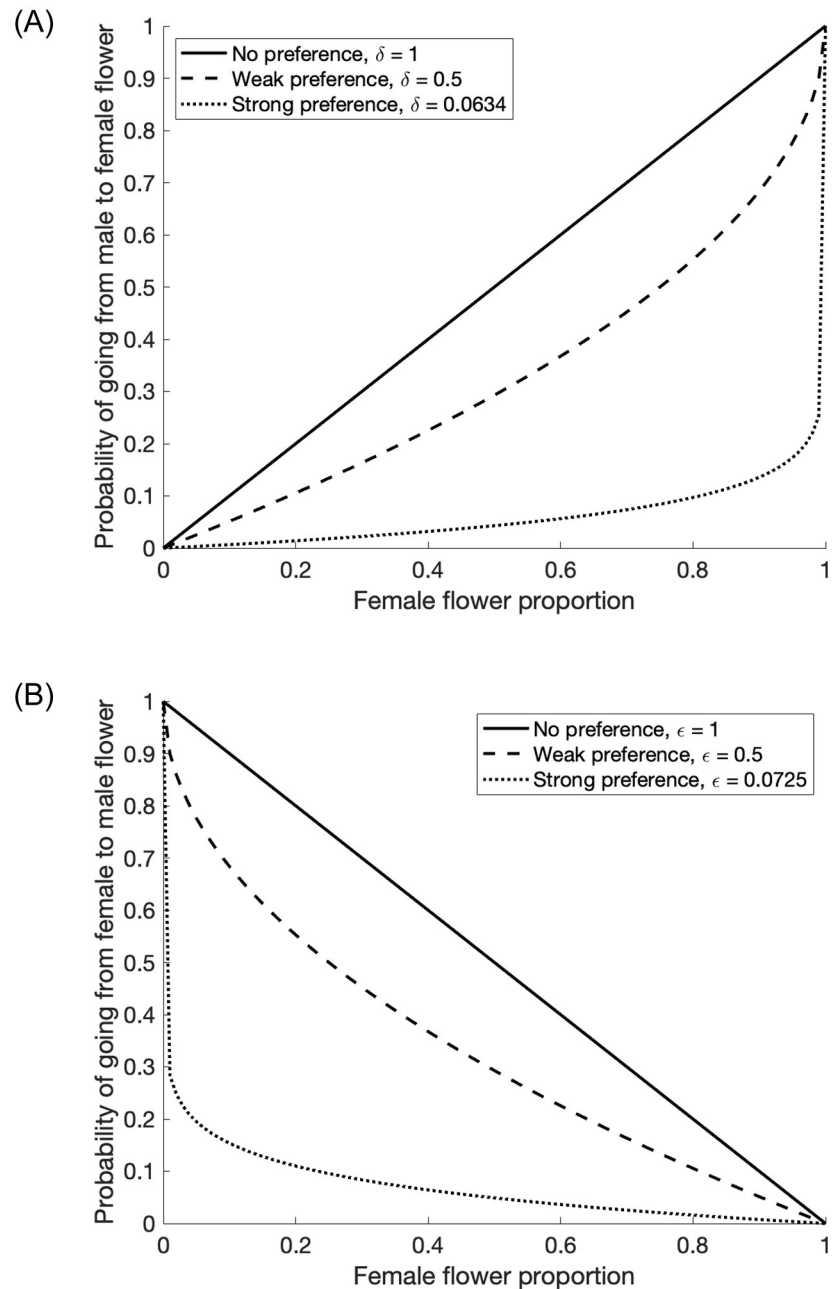 (A)
No preference, δ = 1
Weak preference, δ = 0.5
Strong preference, δ = 0.0634
Probability of going from male to female flower
1
0.9
0.8
0.7
0.6
0.5
0.4
0.3
0.2
0.1
0
0 0.2 0.4 0.6 0.8 1
Female flower proportion
(B)
No preference, ϵ = 1
Weak preference, ϵ = 0.5
Strong preference, ϵ = 0.0725
Probability of going from female to male flower
1
0.9
0.8
0.7
0.6
0.5
0.4
0.3
0.2
0.1
0
0 0.2 0.4 0.6 0.8 1
Female flower proportion